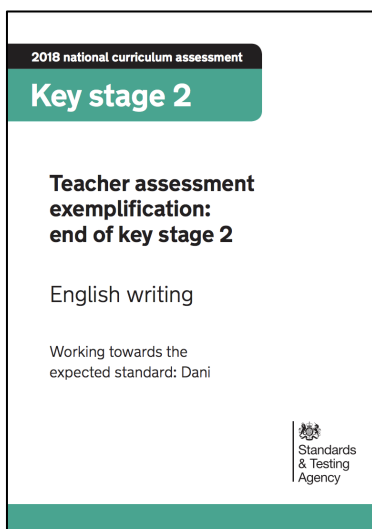 2018 national curriculum assessment
Key stage 2
Teacher assessment
exemplification:
end of key stage 2
English writing
Working towards the
expected standard: Dani
Standards
& Testing
Agency